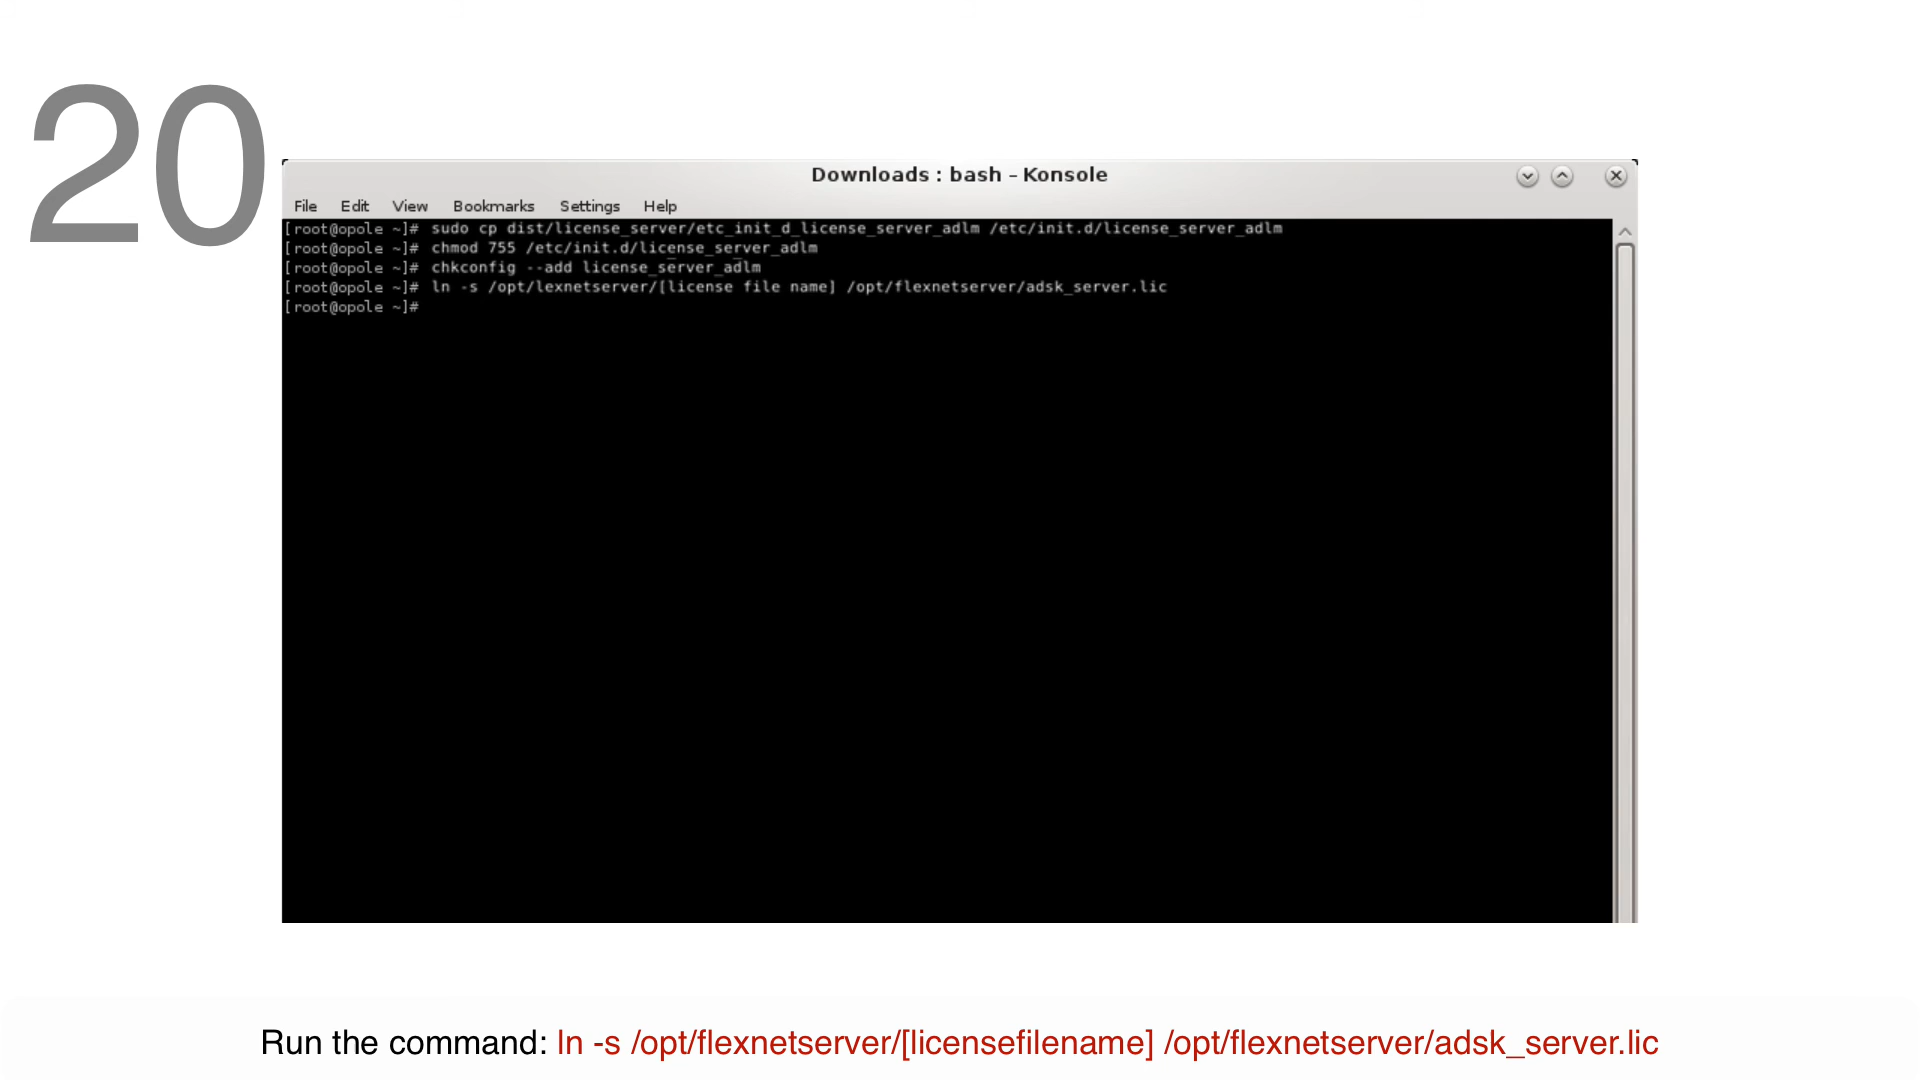 20
Downloads : bash – Konsole
File Edit View Bookmarks Settings Help
[root@opole ~]# sudo cp dist/license_server/etc_init_d_license_server_adlm /etc/init.d/license_server_adlm
[root@opole ~]# chmod 755 /etc/init.d/license_server_adlm
[root@opole ~]# chkconfig --add license_server_adlm
[root@opole ~]# ln -s /opt/lexnetserver/[license file name] /opt/flexnetserver/adsk_server.lic
[root@opole ~]#
Run the command: ln -s /opt/flexnetserver/[licensefilename] /opt/flexnetserver/adsk_server.lic